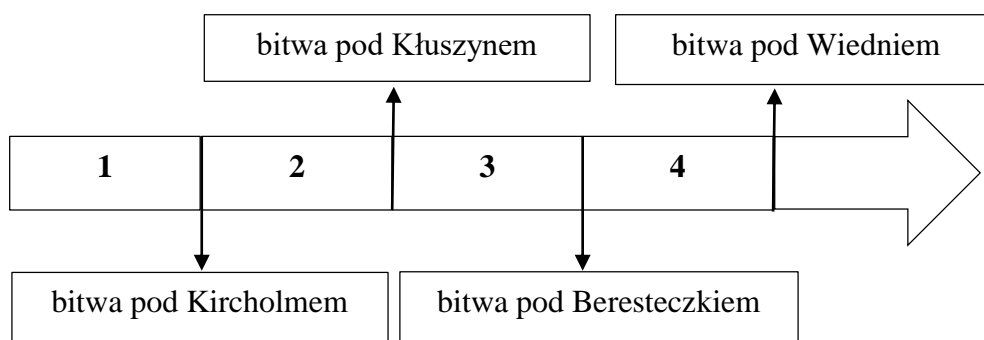 bitwa pod Kłuszynem
bitwa pod Wiedniem
1
2
3
4
bitwa pod Kircholmem
bitwa pod Beresteczkiem